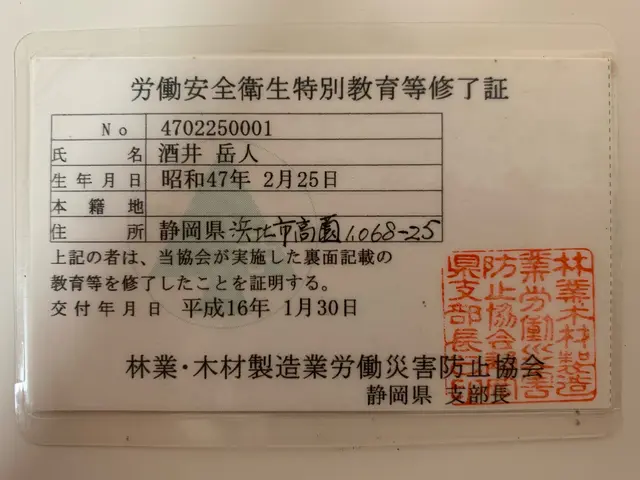 労働安全衛生特別教育等修了証
No 4702250001
氏名 酒井 岳人
生年月日 昭和47年 2月25日
本籍地
住所 静岡県浜北市高薗1068-25
上記の者は、当協会が実施した裏面記載の
教育等を修了したことを証明する。
交付年月日 平成16年 1月30日
林業・木材製造業労働災害防止協会
静岡県 支部長
林業木材製造
業労働災害
防止協会静岡
県支部長印